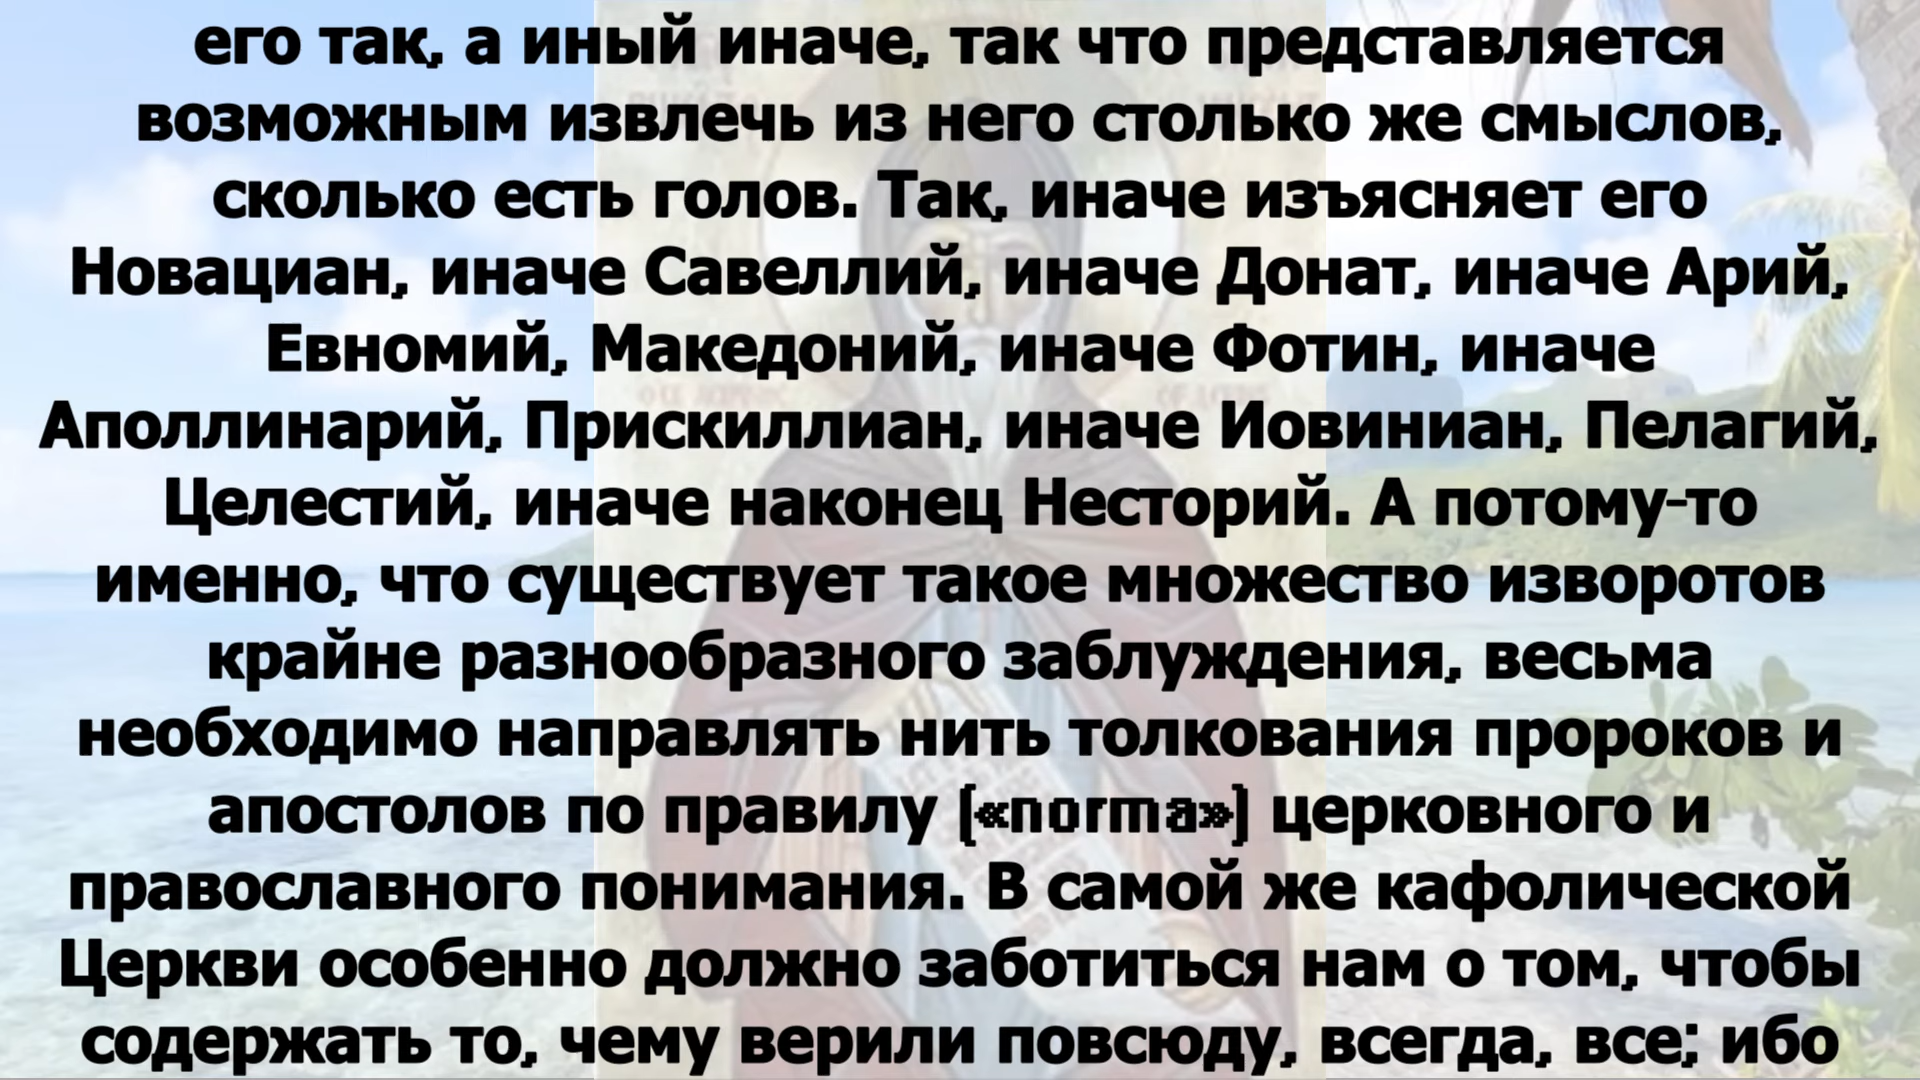 его так, а иный иначе, так что представляется
возможным извлечь из него столько же смыслов,
сколько есть голов. Так, иначе изъясняет его
Новациан, иначе Савеллий, иначе Донат, иначе Арий,
Евномий, Македоний, иначе Фотин, иначе
Аполлинарий, Прискиллиан, иначе Иовиниан, Пелагий,
Целестий, иначе наконец Несторий. А потому-то
именно, что существует такое множество изворотов
крайне разнообразного заблуждения, весьма
необходимо направлять нить толкования пророков и
апостолов по правилу («norma») церковного и
православного понимания. В самой же кафолической
Церкви особенно должно заботиться нам о том, чтобы
содержать то, чему верили повсюду, всегда, все; ибо